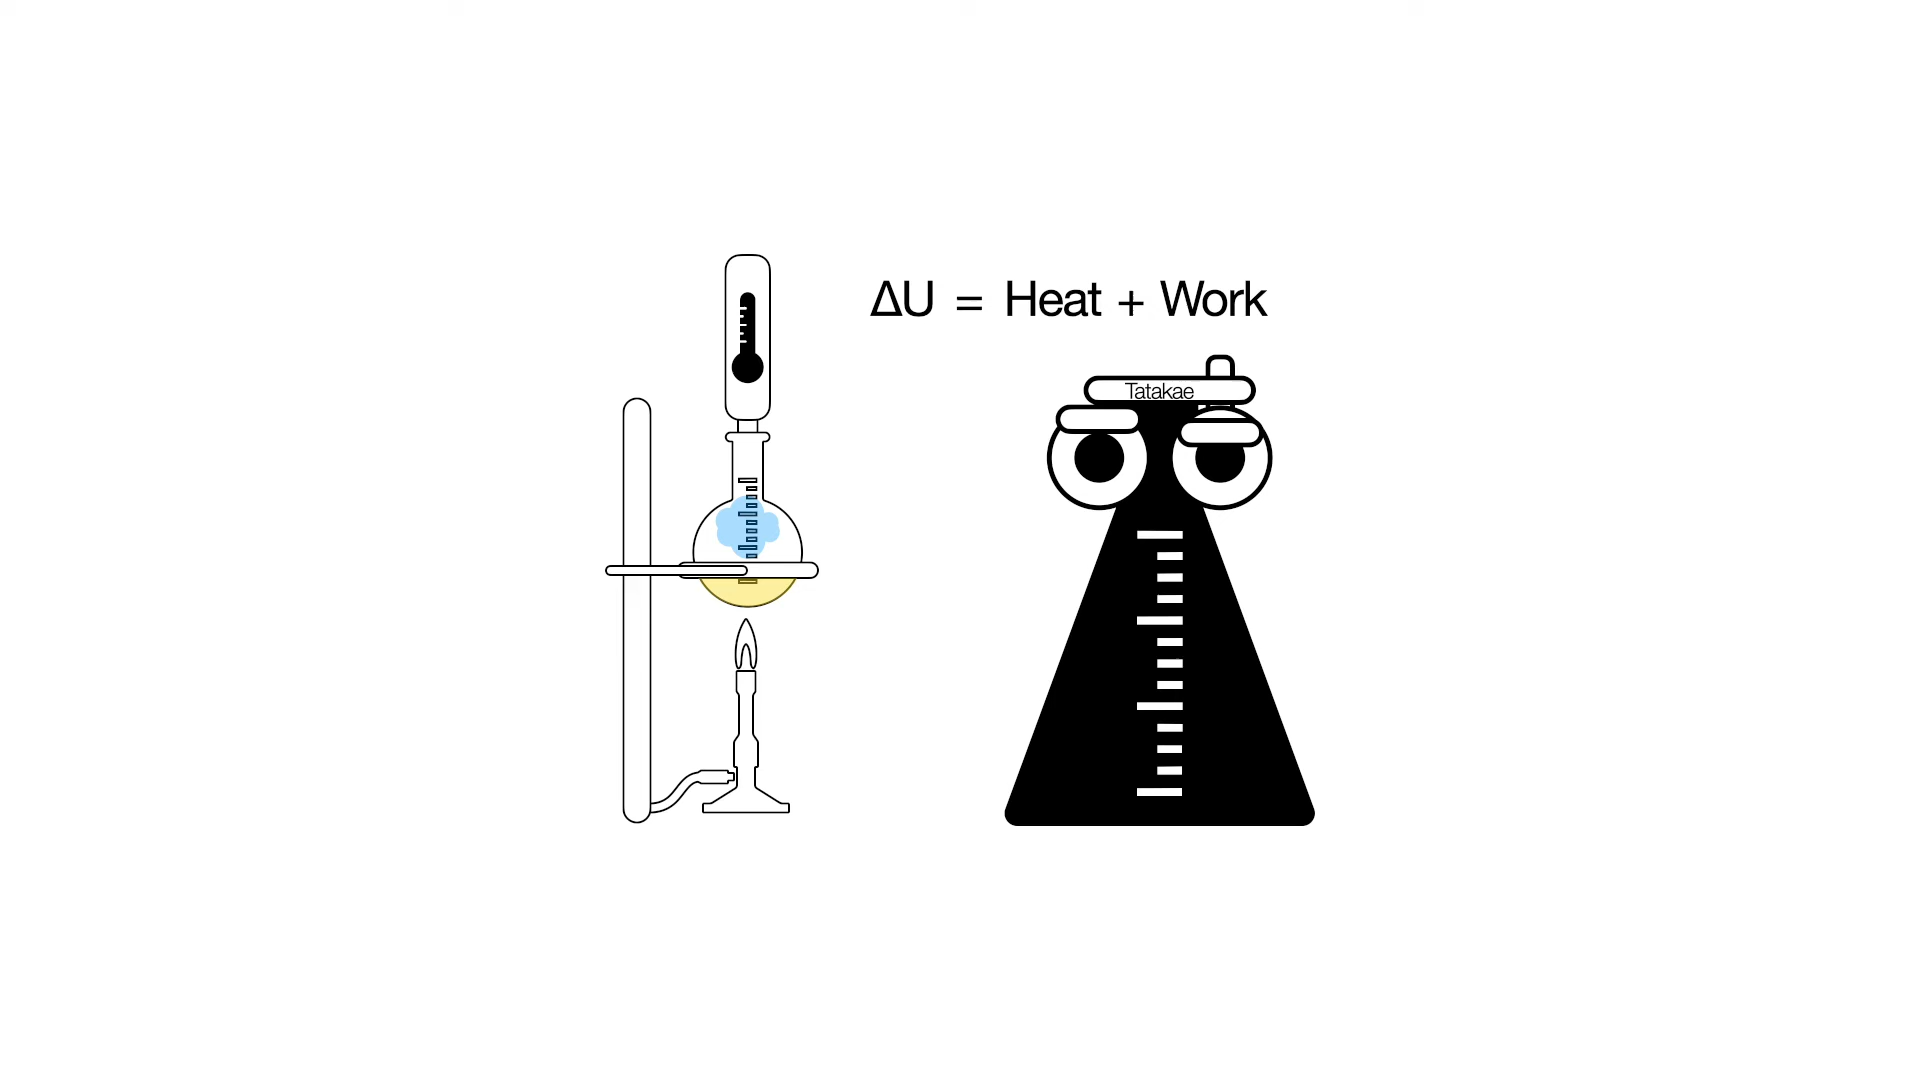 ΔU = Heat + Work
Tatakae